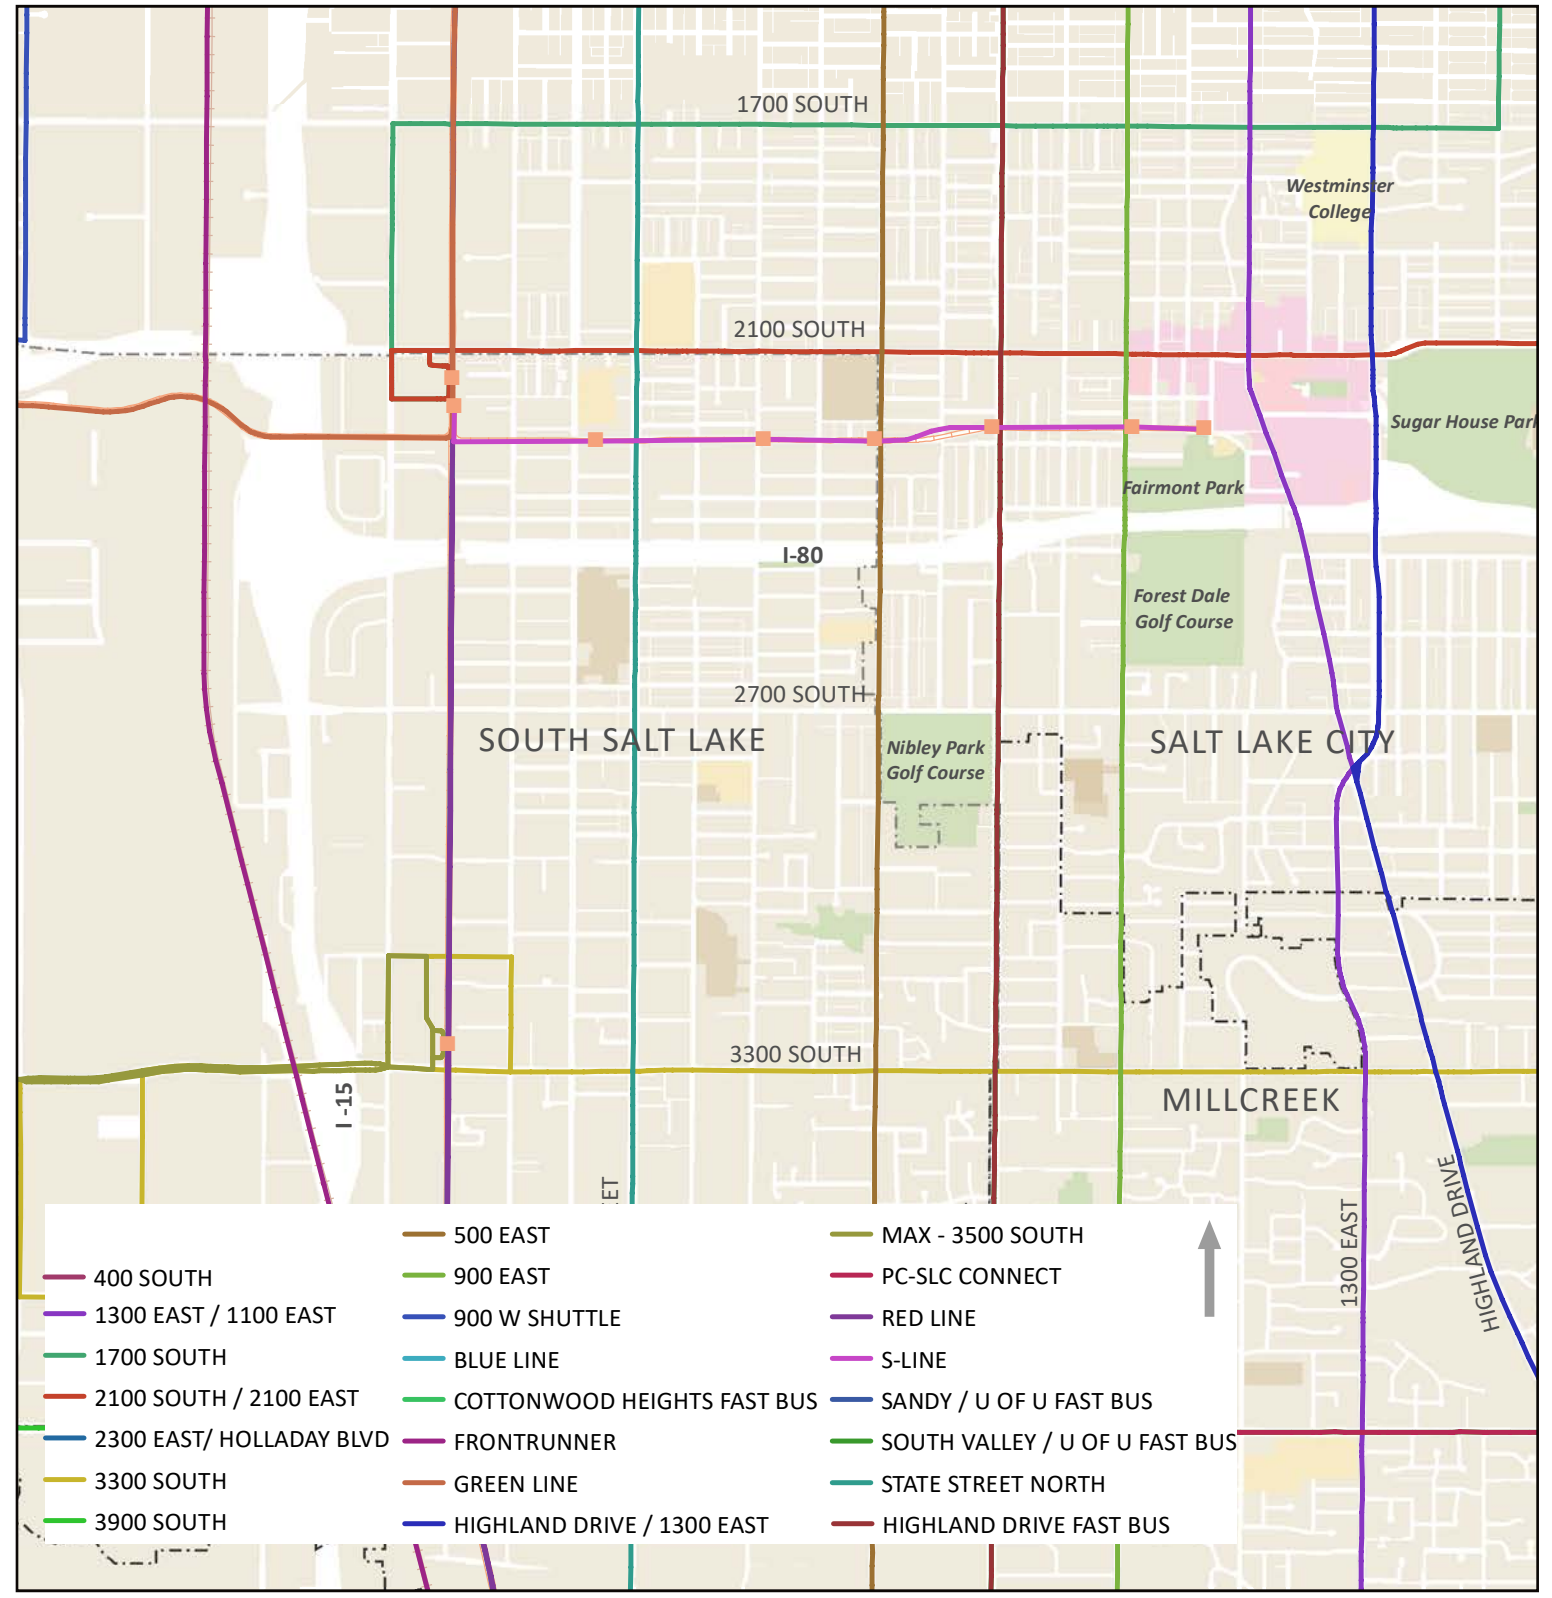 1700 SOUTH
Westminster
College
2100 SOUTH
Sugar House Park
Fairmont Park
I-80
Forest Dale
Golf Course
2700 SOUTH
SOUTH SALT LAKE
SALT LAKE CITY
Nibley Park
Golf Course
3300 SOUTH
I -15
MILLCREEK
HIGHLAND DRIVE
1300 EAST
ET
400 SOUTH
1300 EAST / 1100 EAST
1700 SOUTH
2100 SOUTH / 2100 EAST
2300 EAST/ HOLLADAY BLVD
3300 SOUTH
3900 SOUTH
500 EAST
900 EAST
900 W SHUTTLE
BLUE LINE
COTTONWOOD HEIGHTS FAST BUS
FRONTRUNNER
GREEN LINE
HIGHLAND DRIVE / 1300 EAST
MAX - 3500 SOUTH
PC-SLC CONNECT
RED LINE
S-LINE
SANDY / U OF U FAST BUS
SOUTH VALLEY / U OF U FAST BUS
STATE STREET NORTH
HIGHLAND DRIVE FAST BUS